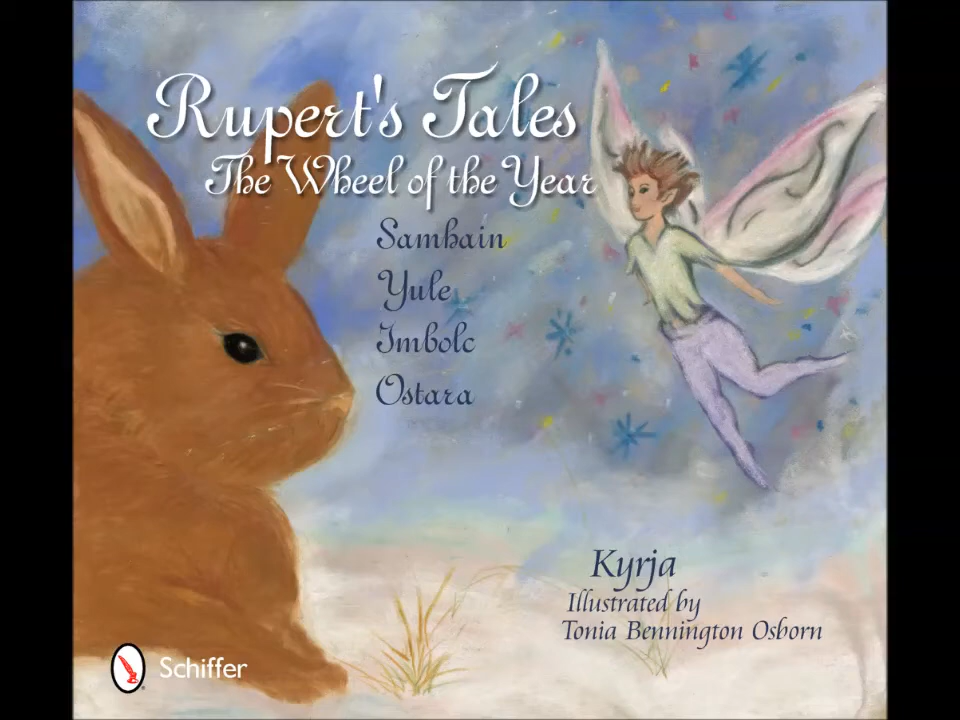 Rupert's Tales
The Wheel of the Year
Samhain
Yule
Imbolc
Ostara
Kyrja
Illustrated by
Tonia Bennington Osborn
Schiffer